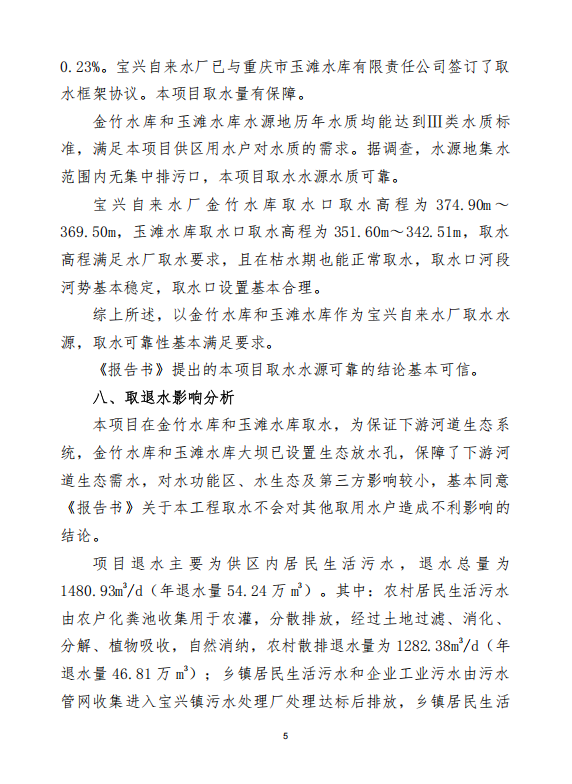 0.23%。宝兴自来水厂已与重庆市玉滩水库有限责任公司签订了取
水框架协议。本项目取水量有保障。
金竹水库和玉滩水库水源地历年水质均能达到Ⅲ类水质标
准，满足本项目供区用水户对水质的需求。据调查，水源地集水
范围内无集中排污口，本项目取水水源水质可靠。
宝兴自来水厂金竹水库取水口取水高程为 374.90m～
369.50m，玉滩水库取水口取水高程为 351.60m～342.51m，取水
高程满足水厂取水要求，且在枯水期也能正常取水，取水口河段
河势基本稳定，取水口设置基本合理。
综上所述，以金竹水库和玉滩水库作为宝兴自来水厂取水水
源，取水可靠性基本满足要求。
《报告书》提出的本项目取水水源可靠的结论基本可信。
八、取退水影响分析
本项目在金竹水库和玉滩水库取水，为保证下游河道生态系
统，金竹水库和玉滩水库大坝已设置生态放水孔，保障了下游河
道生态需水，对水功能区、水生态及第三方影响较小，基本同意
《报告书》关于本工程取水不会对其他取用水户造成不利影响的
结论。
项目退水主要为供区内居民生活污水，退水总量为
1480.93m³/d（年退水量 54.24 万 m³）。其中：农村居民生活污水
由农户化粪池收集用于农灌，分散排放，经过土地过滤、消化、
分解、植物吸收，自然消纳，农村散排退水量为 1282.38m³/d（年
退水量 46.81 万 m³）；乡镇居民生活污水和企业工业污水由污水
管网收集进入宝兴镇污水处理厂处理达标后排放，乡镇居民生活
5